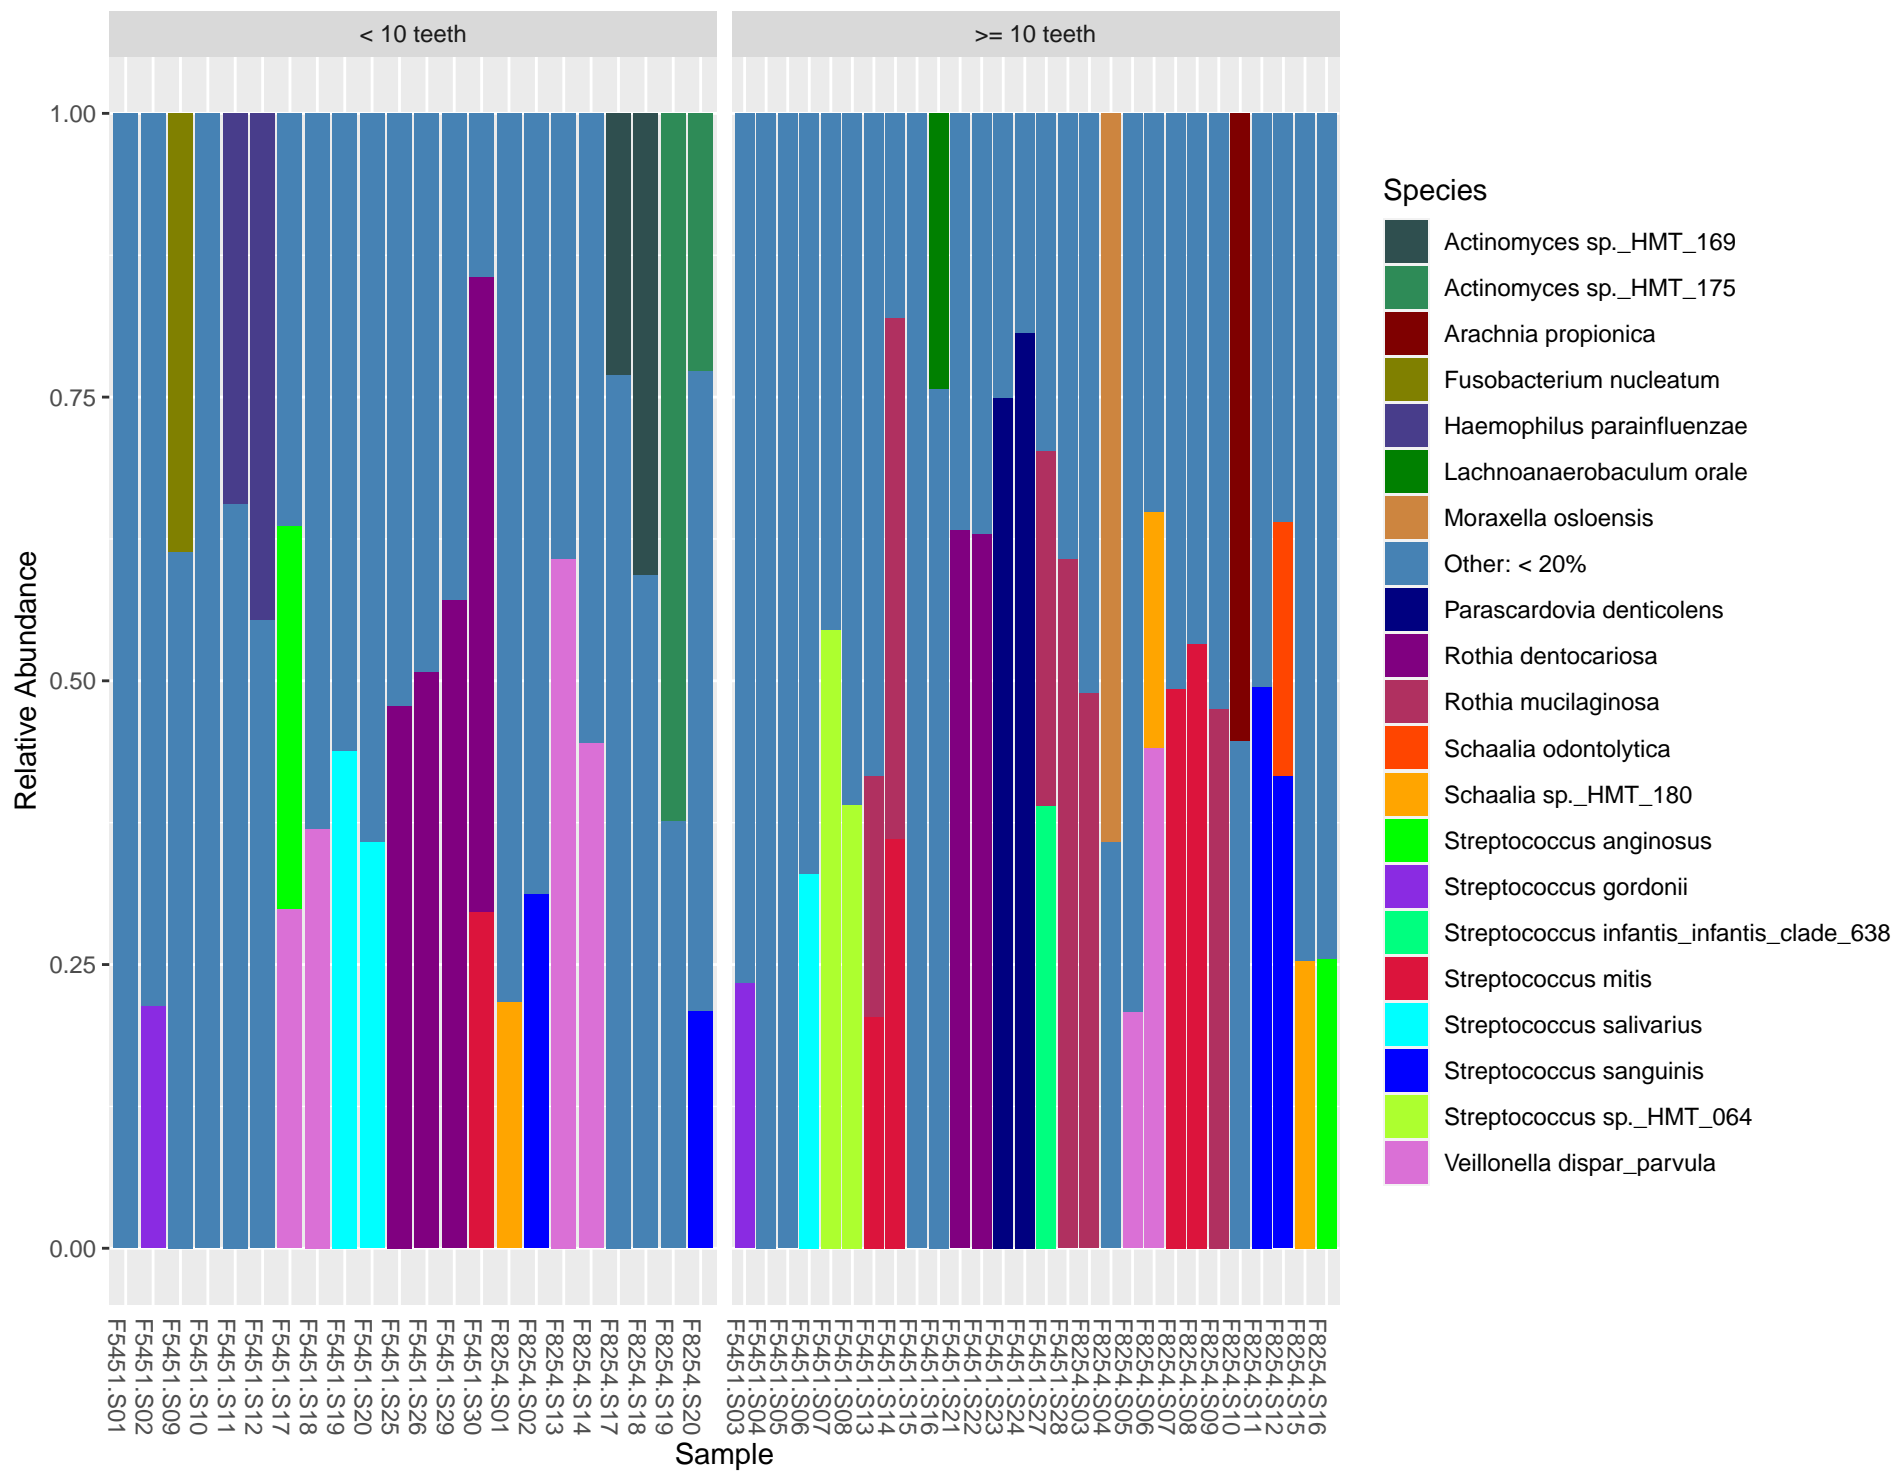 < 10 teeth
>= 10 teeth
Relative Abundance
1.00
0.75
0.50
0.25
0.00
F5451.S01
F5451.S02
F5451.S09
F5451.S10
F5451.S11
F5451.S12
F5451.S17
F5451.S18
F5451.S19
F5451.S20
F5451.S25
F5451.S26
F5451.S29
F5451.S30
F8254.S01
F8254.S02
F8254.S13
F8254.S14
F8254.S17
F8254.S18
F8254.S19
F8254.S20
F5451.S03
F5451.S04
F5451.S05
F5451.S06
F5451.S07
F5451.S08
F5451.S13
F5451.S14
F5451.S15
F5451.S16
F5451.S21
F5451.S22
F5451.S23
F5451.S24
F5451.S27
F5451.S28
F8254.S03
F8254.S04
F8254.S05
F8254.S06
F8254.S07
F8254.S08
F8254.S09
F8254.S10
F8254.S11
F8254.S12
F8254.S15
F8254.S16
Sample
Species
Actinomyces sp._HMT_169
Actinomyces sp._HMT_175
Arachnia propionica
Fusobacterium nucleatum
Haemophilus parainfluenzae
Lachnoanaerobaculum orale
Moraxella osloensis
Other: < 20%
Parascardovia denticolens
Rothia dentocariosa
Rothia mucilaginosa
Schaalia odontolytica
Schaalia sp._HMT_180
Streptococcus anginosus
Streptococcus gordonii
Streptococcus infantis_infantis_clade_638
Streptococcus mitis
Streptococcus salivarius
Streptococcus sanguinis
Streptococcus sp._HMT_064
Veillonella dispar_parvula